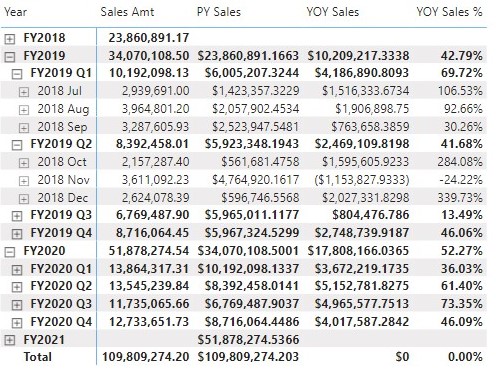 Year Sales Amt PY Sales YOY Sales YOY Sales %
FY2018 23,860,891.17
FY2019 34,070,108.50 $23,860,891.1663 $10,209,217.3338 42.79%
FY2019 Q1 10,192,098.13 $6,005,207.3244 $4,186,890.8093 69.72%
2018 Jul 2,939,691.00 $1,423,357.3229 $1,516,333.6734 106.53%
2018 Aug 3,964,801.20 $2,057,902.4534 $1,906,898.75 92.66%
2018 Sep 3,287,605.93 $2,523,947.5481 $763,658.3859 30.26%
FY2019 Q2 8,392,458.01 $5,923,348.1943 $2,469,109.8198 41.68%
2018 Oct 2,157,287.40 $561,681.4758 $1,595,605.9233 284.08%
2018 Nov 3,611,092.23 $4,764,920.1617 ($1,153,827.9333) -24.22%
2018 Dec 2,624,078.39 $596,746.5568 $2,027,331.8298 339.73%
FY2019 Q3 6,769,487.90 $5,965,011.1177 $804,476.786 13.49%
FY2019 Q4 8,716,064.45 $5,967,324.5299 $2,748,739.9187 46.06%
FY2020 51,878,274.54 $34,070,108.5001 $17,808,166.0365 52.27%
FY2020 Q1 13,864,317.31 $10,192,098.1337 $3,672,219.1735 36.03%
FY2020 Q2 13,545,239.84 $8,392,458.0141 $5,152,781.8275 61.40%
FY2020 Q3 11,735,065.66 $6,769,487.9037 $4,965,577.7513 73.35%
FY2020 Q4 12,733,651.73 $8,716,064.4486 $4,017,587.2842 46.09%
FY2021 $51,878,274.5366
Total 109,809,274.20 $109,809,274.203 $0 0.00%